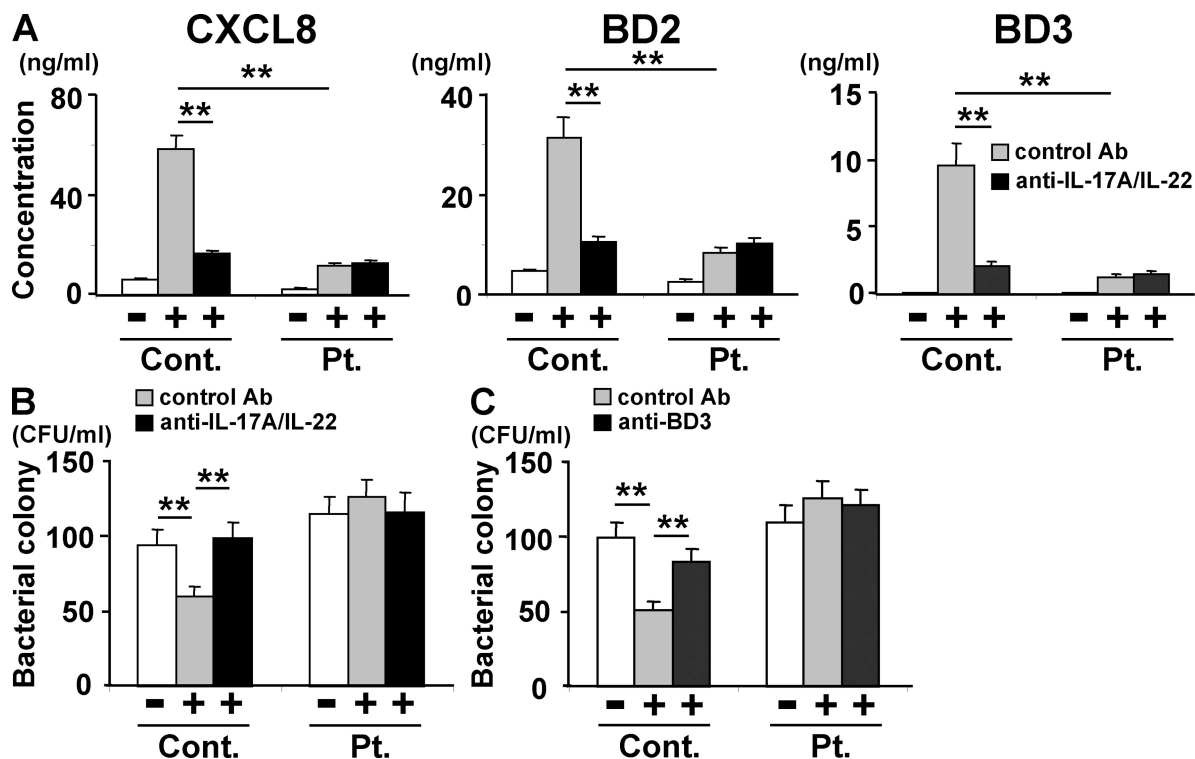 A
CXCL8
BD2
BD3
(ng/ml)
(ng/ml)
(ng/ml)
Concentration
80
40
0
**
**
40
20
0
**
**
15
10
5
0
**
**
control Ab
anti-IL-17A/IL-22
- + + - + +
Cont. Pt.
- + + - + +
Cont. Pt.
- + + - + +
Cont. Pt.
B
control Ab
anti-IL-17A/IL-22
(CFU/ml)
Bacterial colony
150
100
50
0
** **
- + + - + +
Cont. Pt.
C
control Ab
anti-BD3
(CFU/ml)
Bacterial colony
150
100
50
0
**
**
- + + - + +
Cont. Pt.